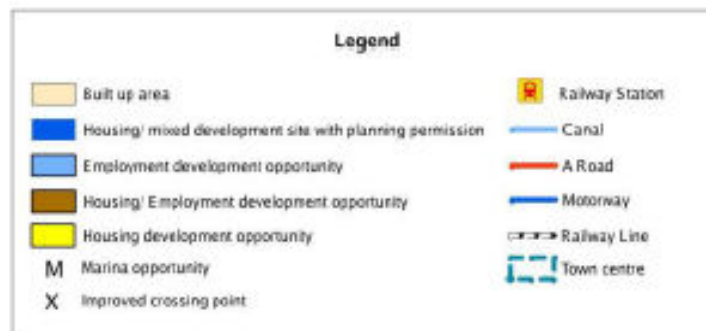 Legend
Built up area
Housing/ mixed development site with planning permission
Employment development opportunity
Housing/ Employment development opportunity
Housing development opportunity
M Marina opportunity
X Improved crossing point
Railway Station
Canal
A Road
Motorway
Railway Line
Town centre